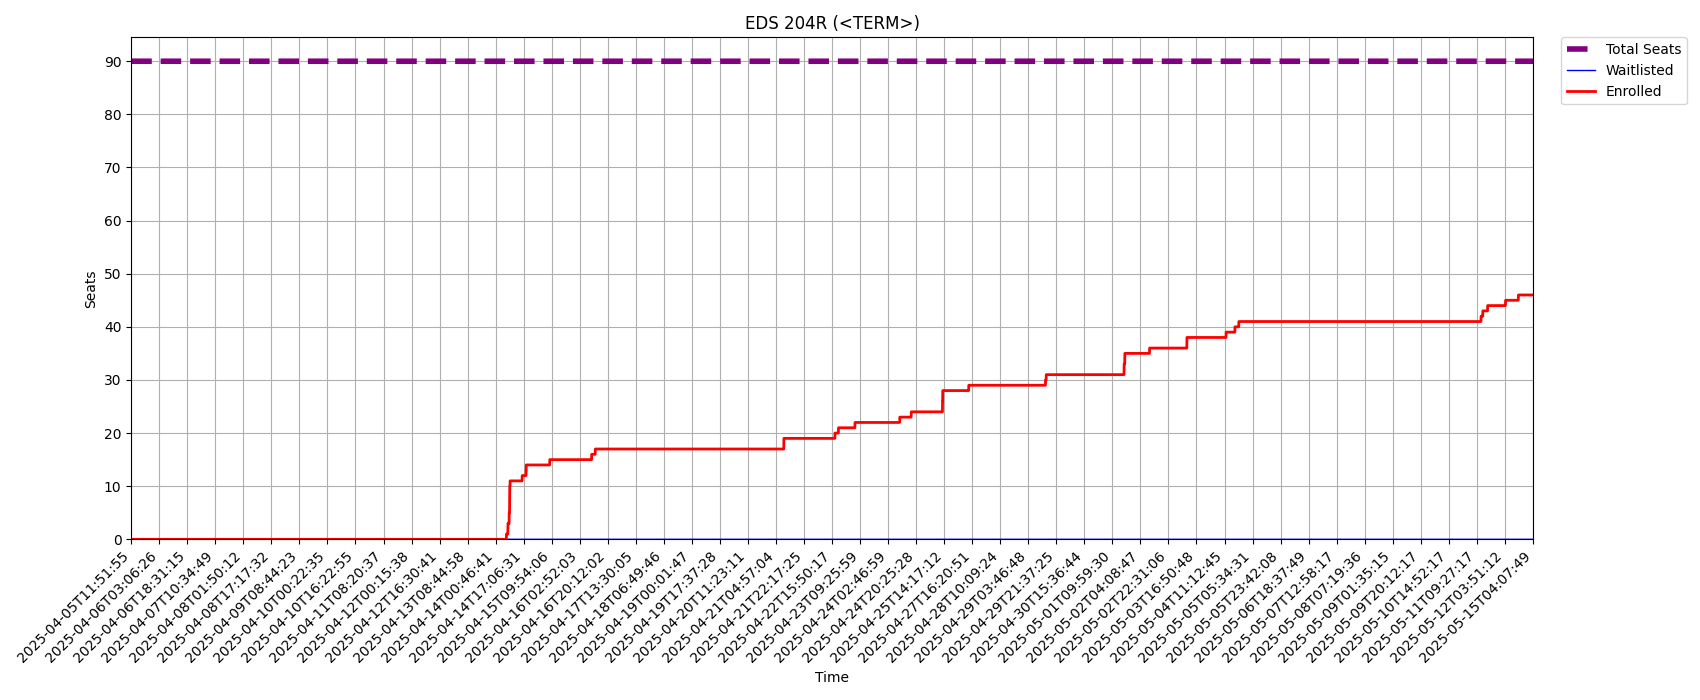 EDS 204R (<TERM>)
Total Seats
Waitlisted
Enrolled
Seats
90
80
70
60
50
40
30
20
10
0
2025-04-05T11:51:55
2025-04-06T03:06:26
2025-04-06T18:31:15
2025-04-07T10:34:49
2025-04-08T01:50:12
2025-04-08T17:17:32
2025-04-09T08:44:23
2025-04-10T00:22:35
2025-04-10T16:22:55
2025-04-11T08:20:37
2025-04-12T00:15:38
2025-04-12T16:30:41
2025-04-13T08:44:58
2025-04-14T00:46:41
2025-04-14T17:06:31
2025-04-15T09:54:06
2025-04-16T02:52:03
2025-04-16T20:12:02
2025-04-17T13:30:05
2025-04-18T06:49:46
2025-04-19T00:01:47
2025-04-19T17:37:28
2025-04-20T11:23:11
2025-04-21T04:57:04
2025-04-21T22:17:25
2025-04-22T15:50:17
2025-04-23T09:25:59
2025-04-24T02:46:59
2025-04-24T20:25:28
2025-04-25T14:17:12
2025-04-27T16:20:51
2025-04-28T10:09:24
2025-04-29T03:46:48
2025-04-29T21:37:25
2025-04-30T15:36:44
2025-05-01T09:59:30
2025-05-02T04:08:47
2025-05-02T22:31:06
2025-05-03T16:50:48
2025-05-04T11:12:45
2025-05-05T05:34:31
2025-05-05T23:42:08
2025-05-06T18:37:49
2025-05-07T12:58:17
2025-05-08T07:19:36
2025-05-09T01:35:15
2025-05-09T20:12:17
2025-05-10T14:52:17
2025-05-11T09:27:17
2025-05-12T03:51:12
2025-05-15T04:07:49
Time